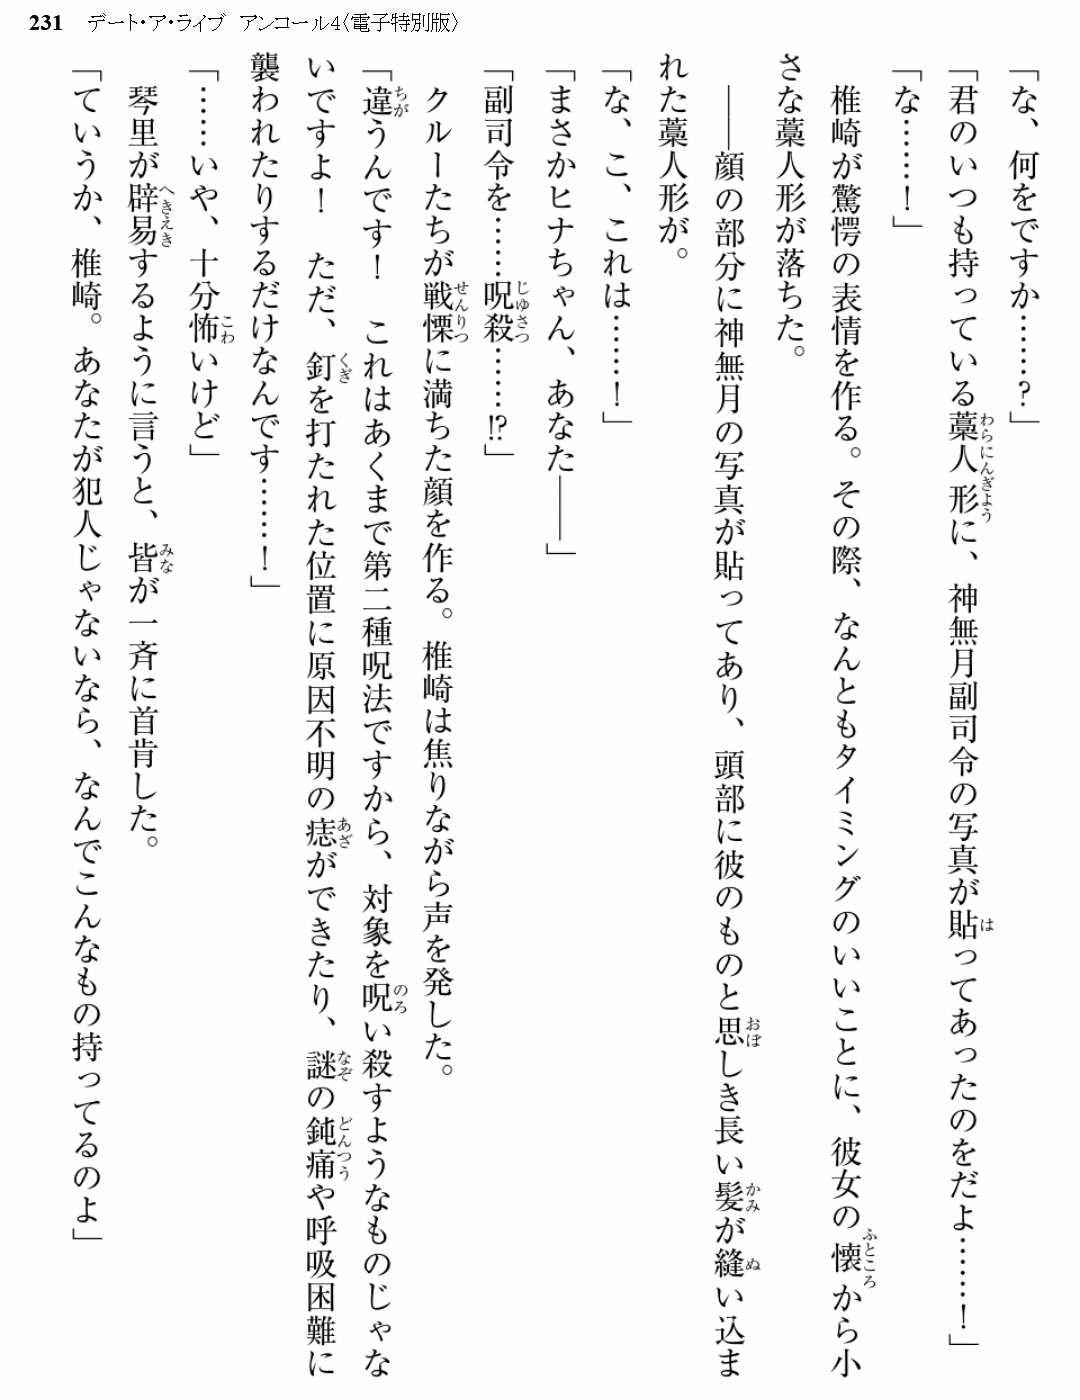 231 デート・ア・ライブ アンコール4〈電子特別版〉
「な、何をですか……?」
「君のいつも持っている藁人形に、神無月副司令の写真が貼ってあったのをだよ……!」
「な……!」
　椎崎が驚愕の表情を作る。その際、なんともタイミングのいいことに、彼女の懐から小
さな藁人形が落ちた。
　――顔の部分に神無月の写真が貼ってあり、頭部に彼のものと思しき長い髪が縫い込ま
れた藁人形が。
「な、こ、これは……!」
「まさかヒナちゃん、あなた――」
「副司令を……呪殺……!?」
　クルーたちが戦慄に満ちた顔を作る。椎崎は焦りながら声を発した。
「違うんです!　これはあくまで第二種呪法ですから、対象を呪い殺すようなものじゃな
いですよ!　ただ、釘を打たれた位置に原因不明の痣ができたり、謎の鈍痛や呼吸困難に
襲われたりするだけなんです……!」
「……いや、十分怖いけど」
　琴里が辟易するように言うと、皆が一斉に首肯した。
「ていうか、椎崎。あなたが犯人じゃないなら、なんでこんなもの持ってるのよ」